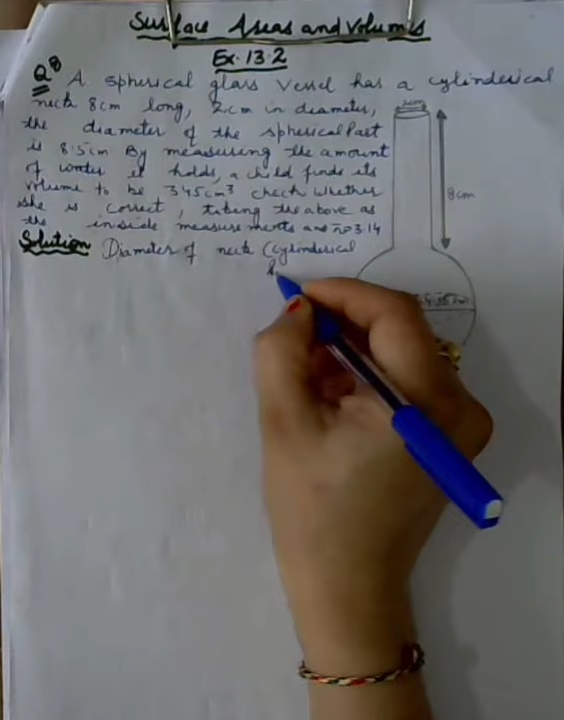 Surface Areas and Volumes
Ex. 13.2
Q8 A spherical glass vessel has a cylinderical
neck 8cm long, 2cm in diameter,
the diameter of the spherical Part
is 8.5cm By measuring the amount
of water it holds, a child finds its
volume to be 345cm³ check whether
she is correct, taking the above as
the inside measurements and π=3.14
8cm
Solution Diameter of neck (cylinderical